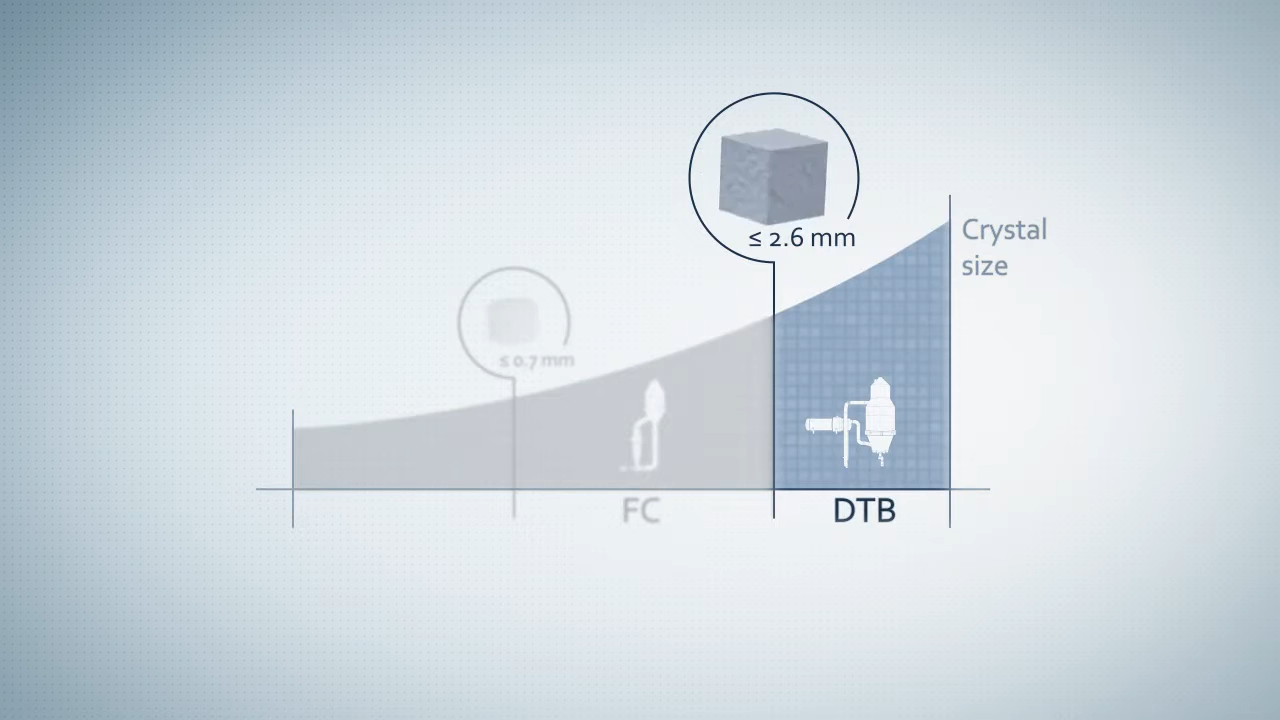 ≤ 2.6 mm
Crystal
size
≤ 0.7 mm
FC
DTB